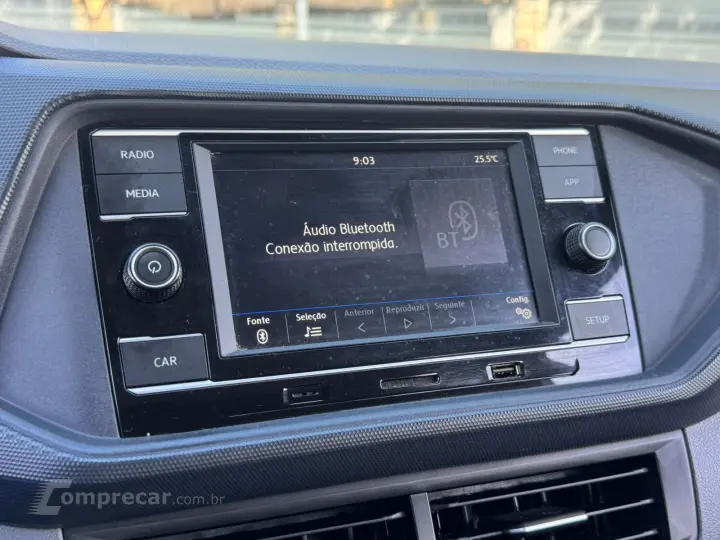 RADIO
MEDIA
CAR
9:03
25.5°C
Áudio Bluetooth
Conexão interrompida.
BT
Fonte
Seleção
Anterior
Reproduzir
Seguinte
Config.
PHONE
APP
SETUP
Comprecar.com.br